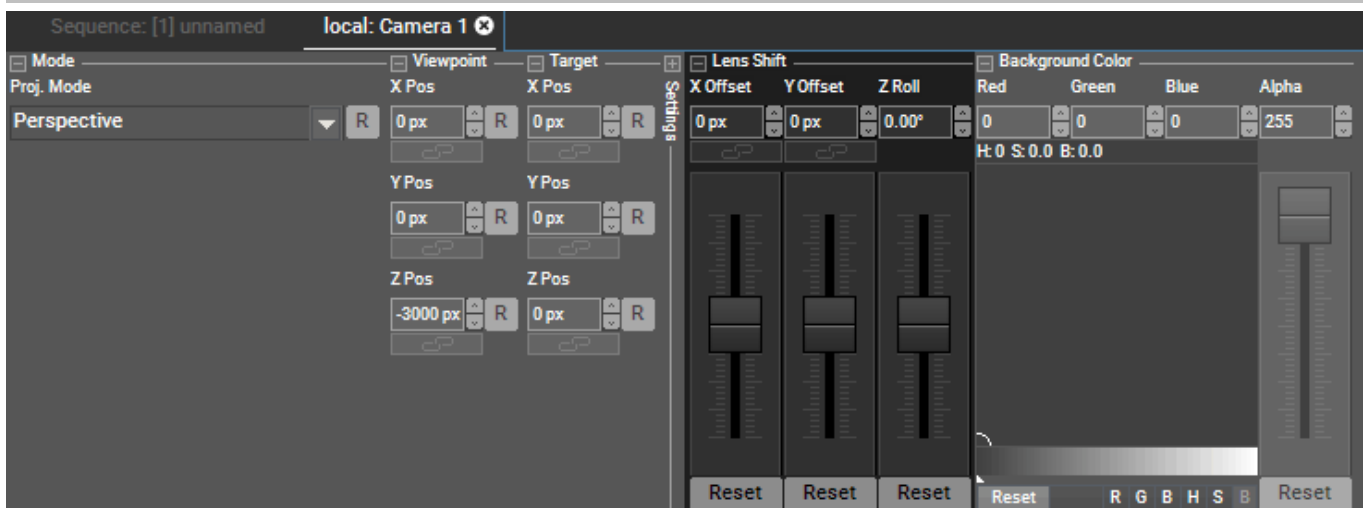 Sequence: [1] unnamed local: Camera 1
Mode Viewpoint Target Lens Shift Background Color
Proj. Mode X Pos X Pos Settings X Offset Y Offset Z Roll Red Green Blue Alpha
Perspective R 0 px R 0 px R 0 px 0 px 0.00° 0 0 0 255
H: 0 S: 0.0 B: 0.0
Y Pos Y Pos
0 px R 0 px R
Z Pos Z Pos
-3000 px R 0 px R
Reset Reset Reset Reset R G B H S B Reset